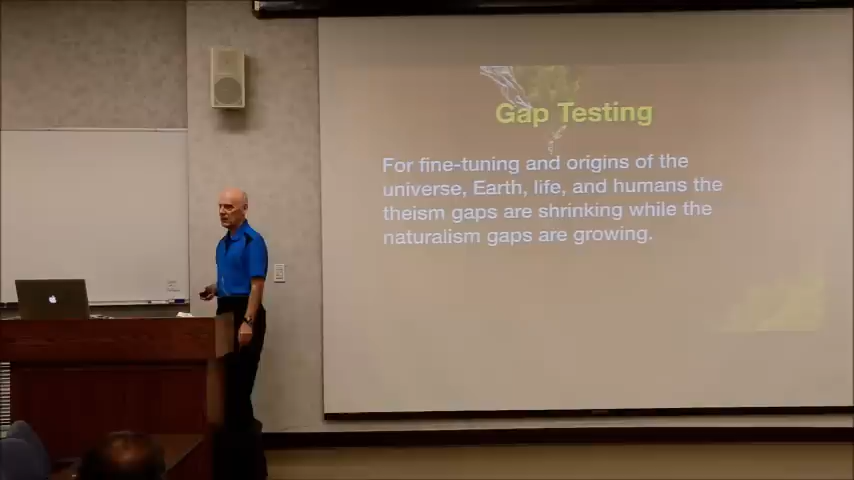 Gap Testing
For fine-tuning and origins of the
universe, Earth, life, and humans the
theism gaps are shrinking while the
naturalism gaps are growing.